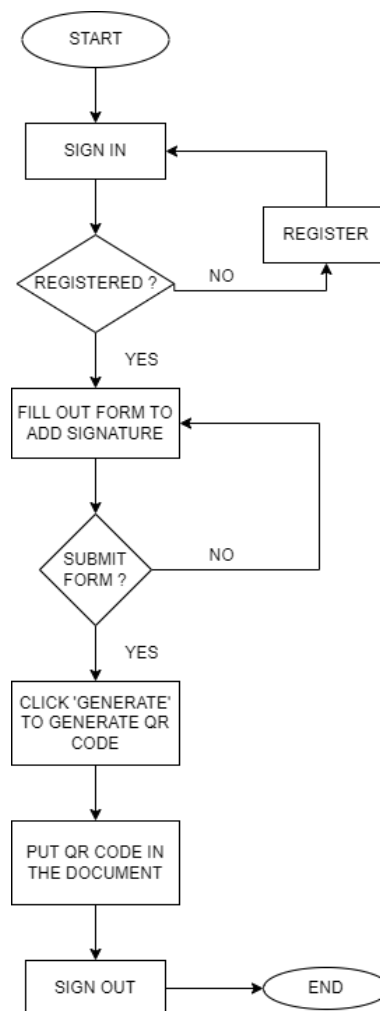 START
SIGN IN
REGISTER
REGISTERED ?
NO
YES
FILL OUT FORM TO
ADD SIGNATURE
SUBMIT
FORM ?
NO
YES
CLICK 'GENERATE'
TO GENERATE QR
CODE
PUT QR CODE IN
THE DOCUMENT
SIGN OUT
END